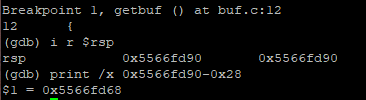 Breakpoint 1, getbuf () at buf.c:12
12      {
(gdb) i r $rsp
rsp            0x5566fd90       0x5566fd90
(gdb) print /x 0x5566fd90-0x28
$1 = 0x5566fd68